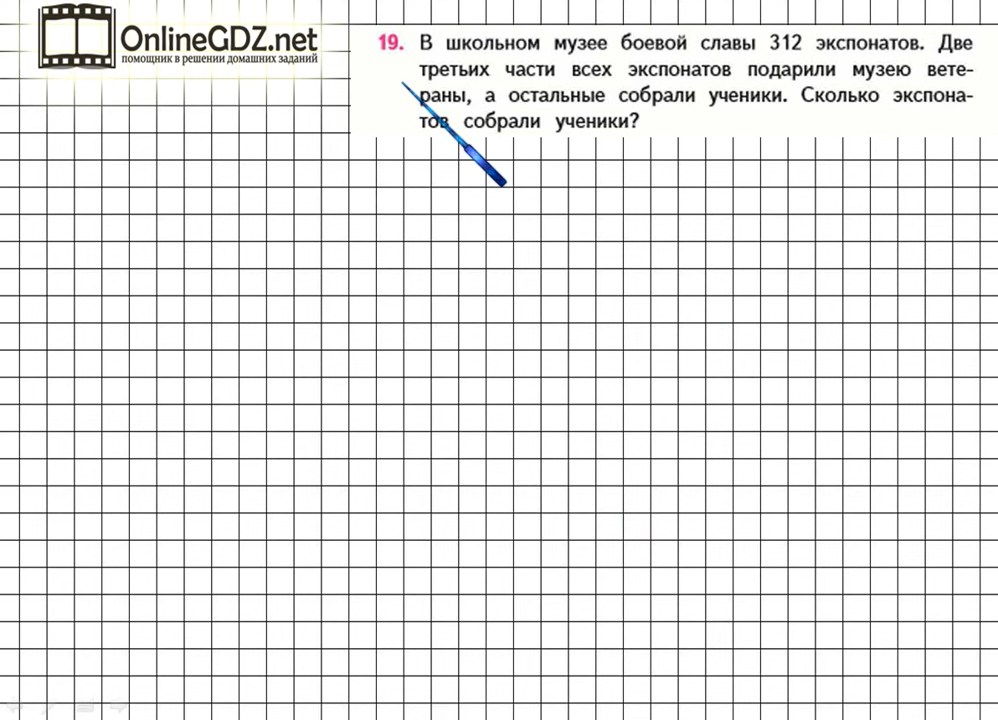 OnlineGDZ.net
помощник в решении домашних заданий
19. В школьном музее боевой славы 312 экспонатов. Две
третьих части всех экспонатов подарили музею вете-
раны, а остальные собрали ученики. Сколько экспона-
тов собрали ученики?